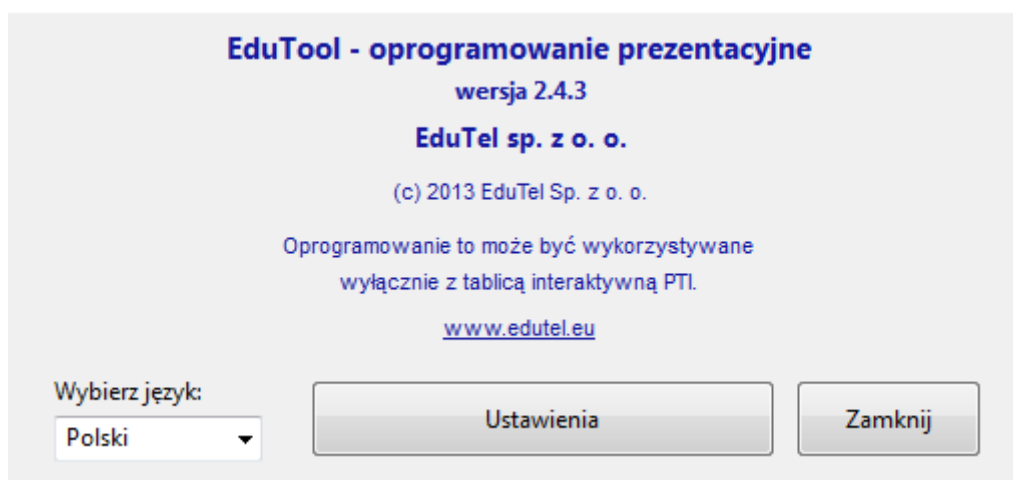 EduTool - oprogramowanie prezentacyjne
wersja 2.4.3
EduTel sp. z o. o.
(c) 2013 EduTel Sp. z o. o.
Oprogramowanie to może być wykorzystywane
wyłącznie z tablicą interaktywną PTI.
www.edutel.eu
Wybierz język:
Polski
Ustawienia
Zamknij